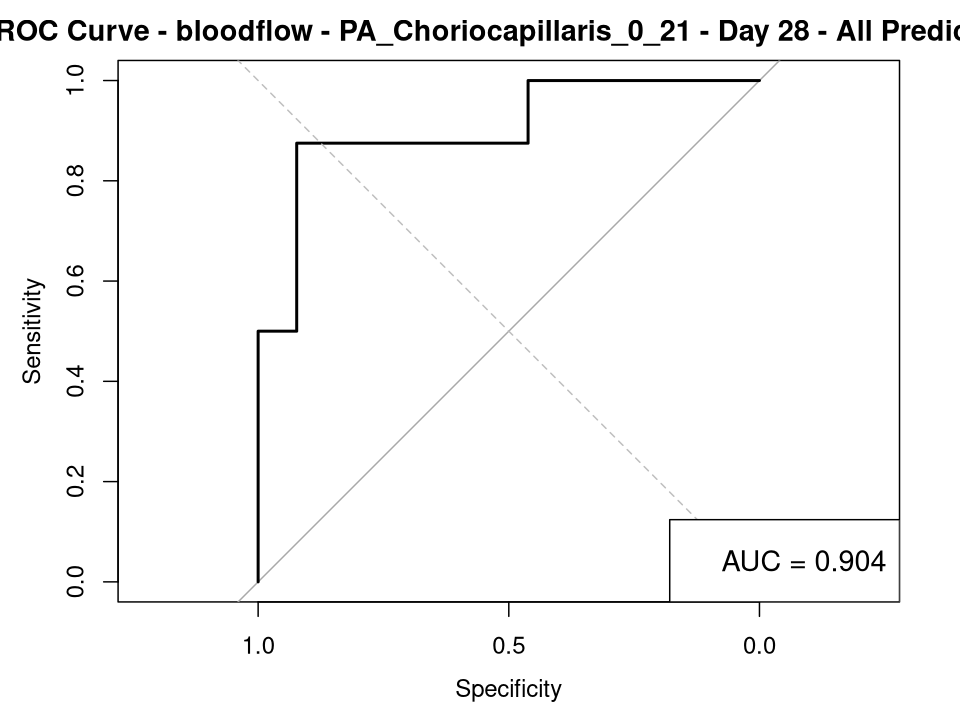 ROC Curve - bloodflow - PA_Choriocapillaris_0_21 - Day 28 - All Predic
1.0
0.8
0.6
0.4
0.2
0.0
Sensitivity
AUC = 0.904
1.0 0.5 0.0
Specificity